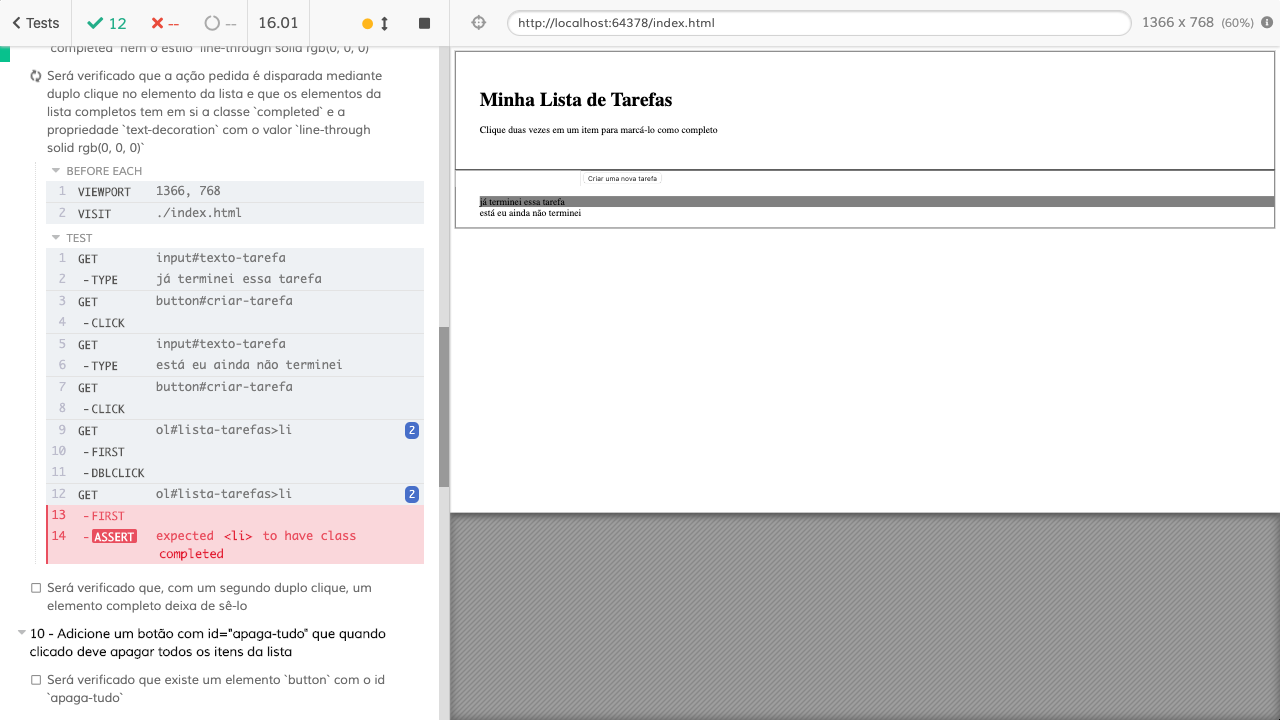 Tests
12
--
--
16.01
http://localhost:64378/index.html
1366 x 768 (60%)
`completed` nem o estilo `line-through solid rgb(0, 0, 0)`
Será verificado que a ação pedida é disparada mediante
duplo clique no elemento da lista e que os elementos da
lista completos tem em si a classe `completed` e a
propriedade `text-decoration` com o valor `line-through
solid rgb(0, 0, 0)`
BEFORE EACH
1 VIEWPORT 1366, 768
2 VISIT ./index.html
TEST
1 GET input#texto-tarefa
2 -TYPE já terminei essa tarefa
3 GET button#criar-tarefa
4 -CLICK
5 GET input#texto-tarefa
6 -TYPE está eu ainda não terminei
7 GET button#criar-tarefa
8 -CLICK
9 GET ol#lista-tarefas>li 2
10 -FIRST
11 -DBLCLICK
12 GET ol#lista-tarefas>li 2
13 -FIRST
14 -ASSERT expected <li> to have class
completed
Será verificado que, com um segundo duplo clique, um
elemento completo deixa de sê-lo
10 - Adicione um botão com id="apaga-tudo" que quando
clicado deve apagar todos os itens da lista
Será verificado que existe um elemento `button` com o id
`apaga-tudo`
Minha Lista de Tarefas
Clique duas vezes em um item para marcá-lo como completo
Criar uma nova tarefa
já terminei essa tarefa
está eu ainda não terminei